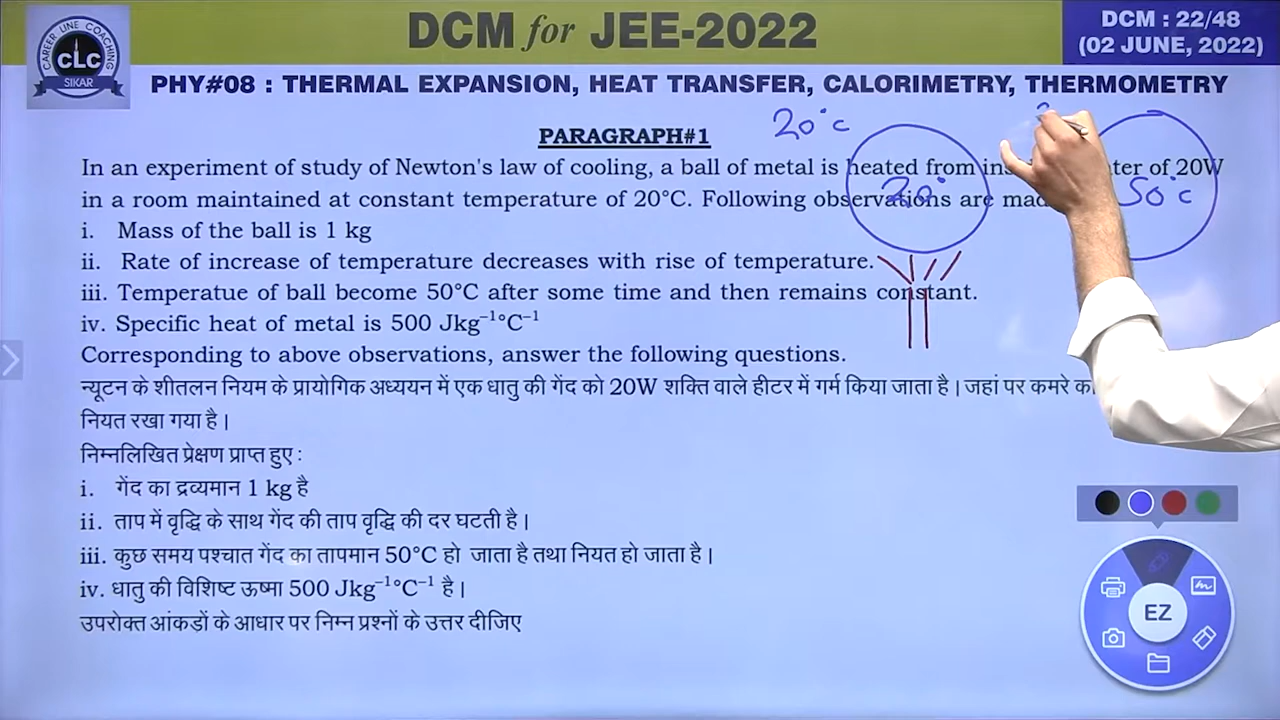 CAREER LINE COACHING
CLC
SIKAR
DCM for JEE-2022
DCM : 22/48
(02 JUNE, 2022)
PHY#08 : THERMAL EXPANSION, HEAT TRANSFER, CALORIMETRY, THERMOMETRY
20°C
PARAGRAPH#1
In an experiment of study of Newton's law of cooling, a ball of metal is heated from ter of 20W
20° 50°C
in a room maintained at constant temperature of 20°C. Following observations are
i. Mass of the ball is 1 kg
ii. Rate of increase of temperature decreases with rise of temperature.
iii. Temperatue of ball become 50°C after some time and then remains constant.
iv. Specific heat of metal is 500 Jkg⁻¹°C⁻¹
Corresponding to above observations, answer the following questions.
न्यूटन के शीतलन नियम के प्रायोगिक अध्ययन में एक धातु की गेंद को 20W शक्ति वाले हीटर में गर्म किया जाता है। जहां पर कमरे
नियत रखा गया है।
निम्नलिखित प्रेक्षण प्राप्त हुए :
i. गेंद का द्रव्यमान 1 kg है
ii. ताप में वृद्धि के साथ गेंद की ताप वृद्धि की दर घटती है।
iii. कुछ समय पश्चात गेंद का तापमान 50°C हो जाता है तथा नियत हो जाता है।
iv. धातु की विशिष्ट ऊष्मा 500 Jkg⁻¹°C⁻¹ है।
उपरोक्त आंकडों के आधार पर निम्न प्रश्नों के उत्तर दीजिए
EZ